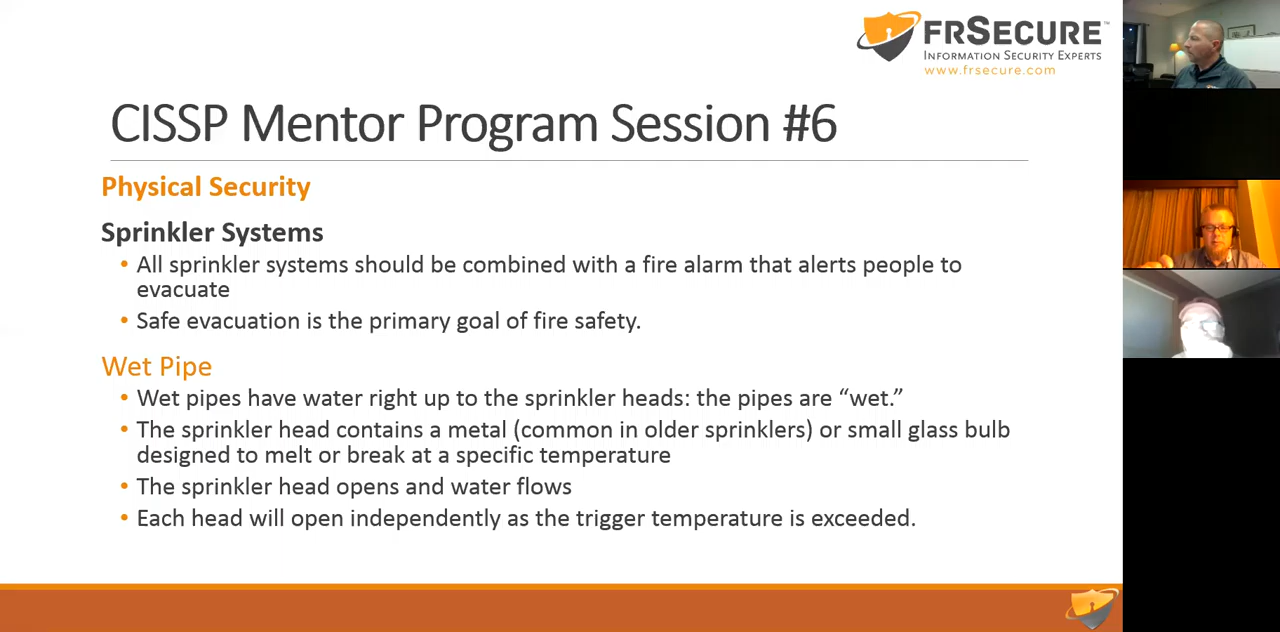 FRSECURE™
INFORMATION SECURITY EXPERTS
www.frsecure.com
CISSP Mentor Program Session #6
Physical Security
Sprinkler Systems
• All sprinkler systems should be combined with a fire alarm that alerts people to
evacuate
• Safe evacuation is the primary goal of fire safety.
Wet Pipe
• Wet pipes have water right up to the sprinkler heads: the pipes are “wet.”
• The sprinkler head contains a metal (common in older sprinklers) or small glass bulb
designed to melt or break at a specific temperature
• The sprinkler head opens and water flows
• Each head will open independently as the trigger temperature is exceeded.